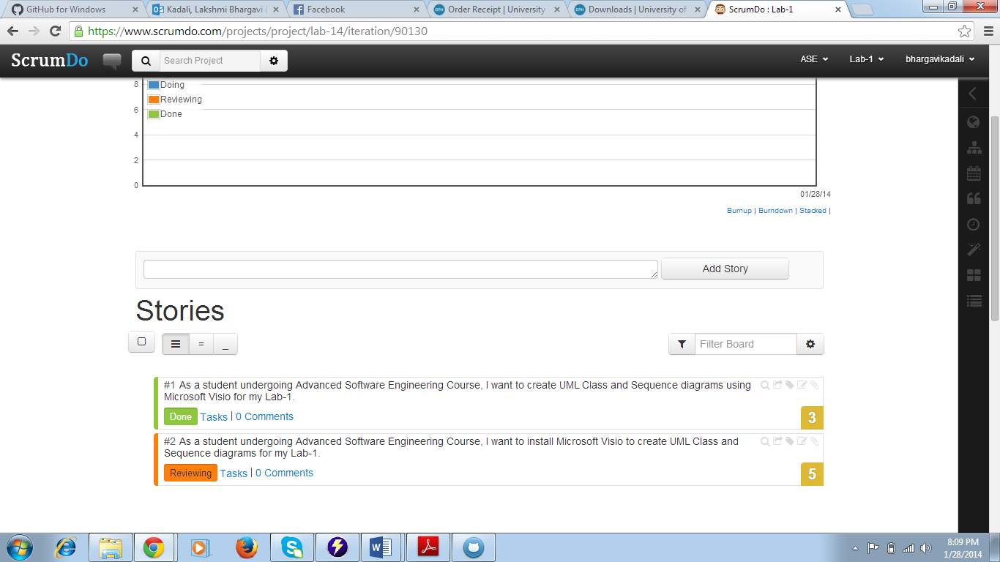 GitHub for Windows
Kadali, Lakshmi Bhargavi
Facebook
Order Receipt | University
Downloads | University of
ScrumDo : Lab-1
https://www.scrumdo.com/projects/project/lab-14/iteration/90130
ScrumDo
Search Project
ASE
Lab-1
bhargavikadali
8
Doing
Reviewing
6
Done
4
2
0
01/28/14
Burnup | Burndown | Stacked |
Add Story
Stories
= _
Filter Board
#1 As a student undergoing Advanced Software Engineering Course, I want to create UML Class and Sequence diagrams using
Microsoft Visio for my Lab-1.
Done Tasks | 0 Comments
3
#2 As a student undergoing Advanced Software Engineering Course, I want to install Microsoft Visio to create UML Class and
Sequence diagrams for my Lab-1.
Reviewing Tasks | 0 Comments
5
8:09 PM
1/28/2014